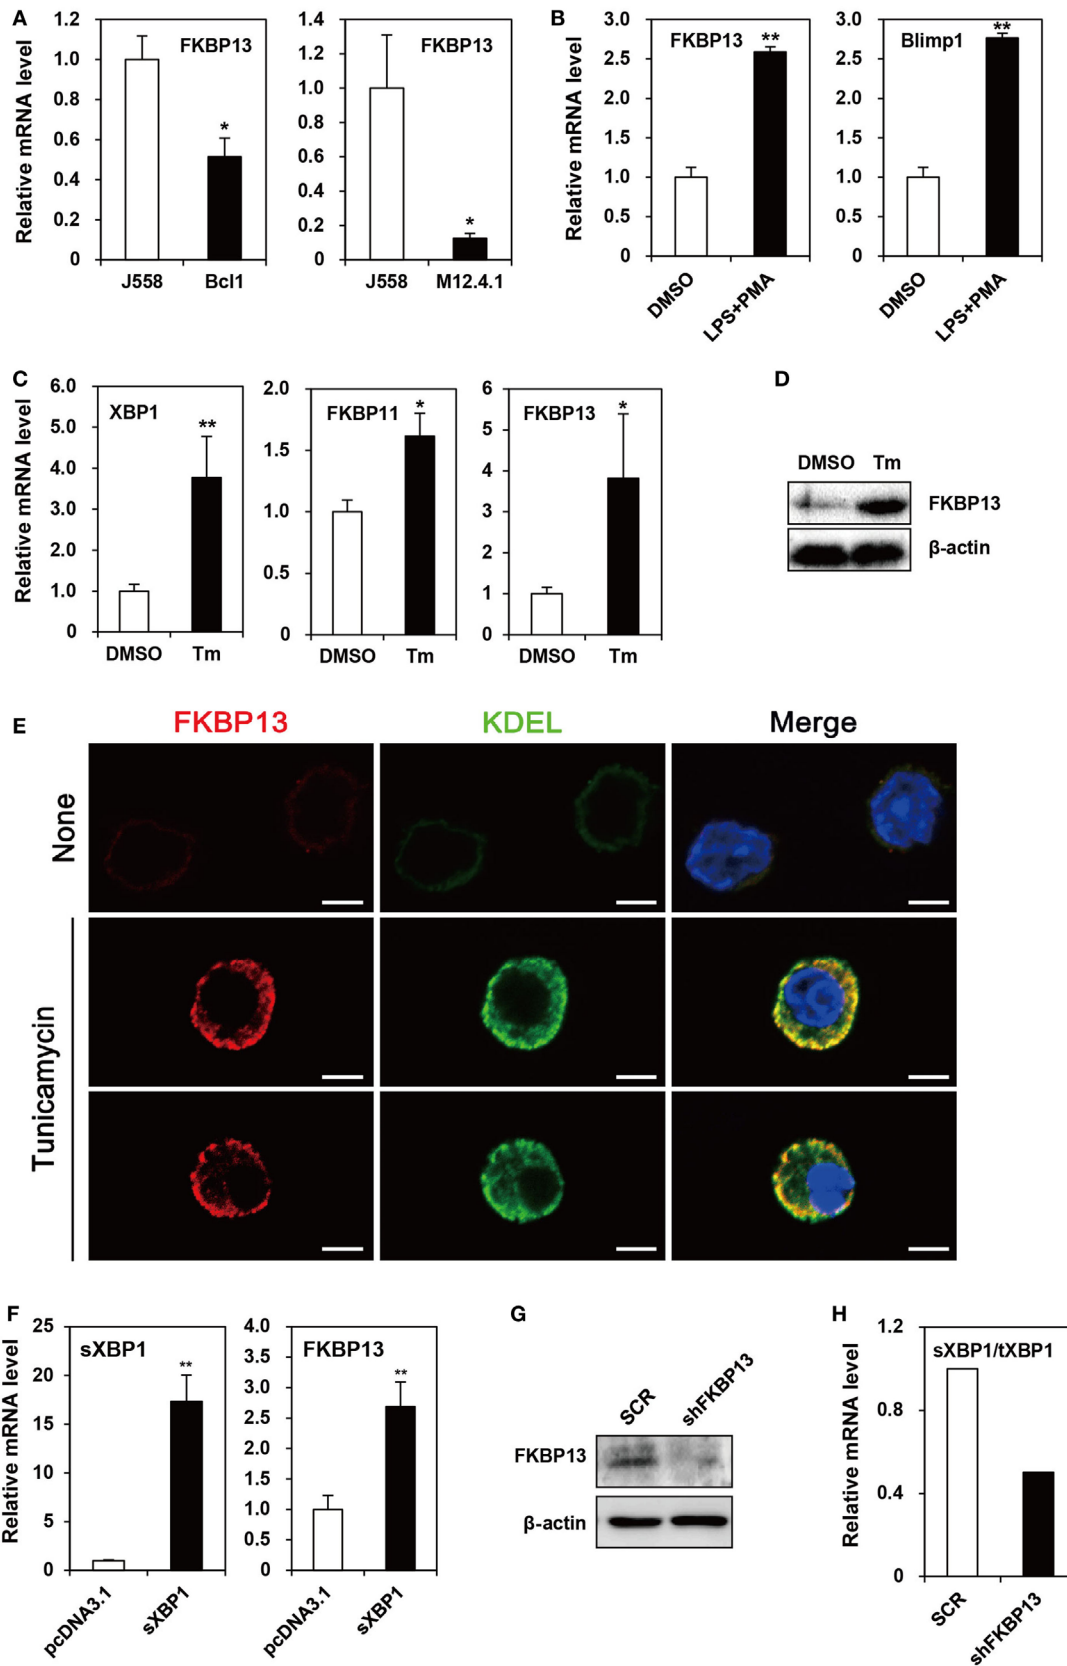 A
Relative mRNA level
1.2
1.0
0.8
0.6
0.4
0.2
0
FKBP13
*
J558
Bcl1
1.4
1.2
1.0
0.8
0.6
0.4
0.2
0
FKBP13
*
J558
M12.4.1
B
Relative mRNA level
3.0
2.5
2.0
1.5
1.0
0.5
0
FKBP13
**
DMSO
LPS+PMA
3.0
2.5
2.0
1.5
1.0
0.5
0
Blimp1
**
DMSO
LPS+PMA
C
Relative mRNA level
6.0
5.0
4.0
3.0
2.0
1.0
0
XBP1
**
DMSO
Tm
2.0
1.5
1.0
0.5
0
FKBP11
*
DMSO
Tm
6
5
4
3
2
1
0
FKBP13
*
DMSO
Tm
D
DMSO Tm
FKBP13
β-actin
E
FKBP13
KDEL
Merge
None
Tunicamycin
F
Relative mRNA level
25
20
15
10
5
0
sXBP1
**
pcDNA3.1
sXBP1
4.0
3.5
3.0
2.5
2.0
1.5
1.0
0.5
0
FKBP13
**
pcDNA3.1
sXBP1
G
SCR
shFKBP13
FKBP13
β-actin
H
Relative mRNA level
1.2
0.8
0.4
0
sXBP1/tXBP1
SCR
shFKBP13